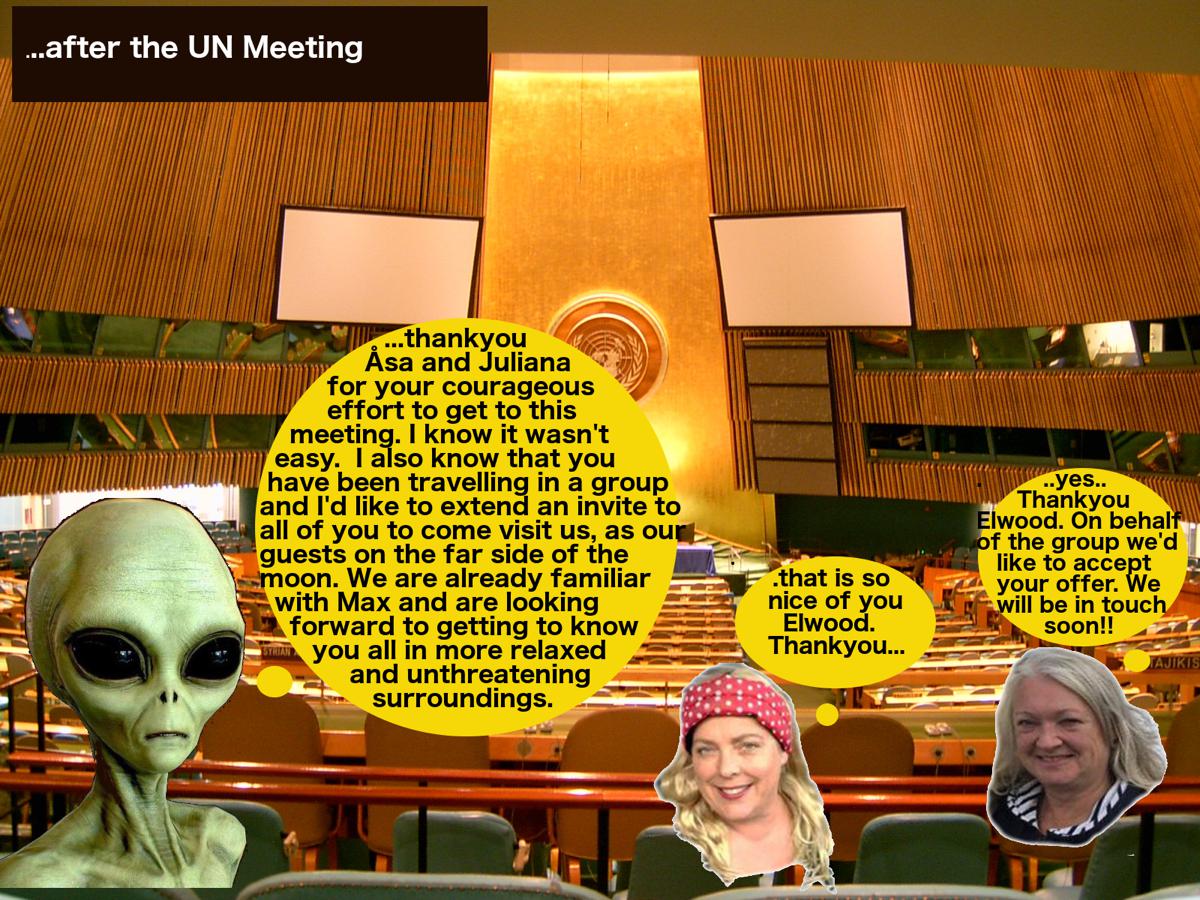 ...after the UN Meeting
...thankyou
Åsa and Juliana
for your courageous
effort to get to this
meeting. I know it wasn't
easy.  I also know that you
have been travelling in a group
and I'd like to extend an invite to
all of you to come visit us, as our
guests on the far side of the
moon. We are already familiar
with Max and are looking
forward to getting to know
you all in more relaxed
and unthreatening
surroundings.
.that is so
nice of you
Elwood.
Thankyou...
..yes..
Thankyou
Elwood. On behalf
of the group we'd
like to accept
your offer. We
will be in touch
soon!!
SYRIAN
TAJIKIS